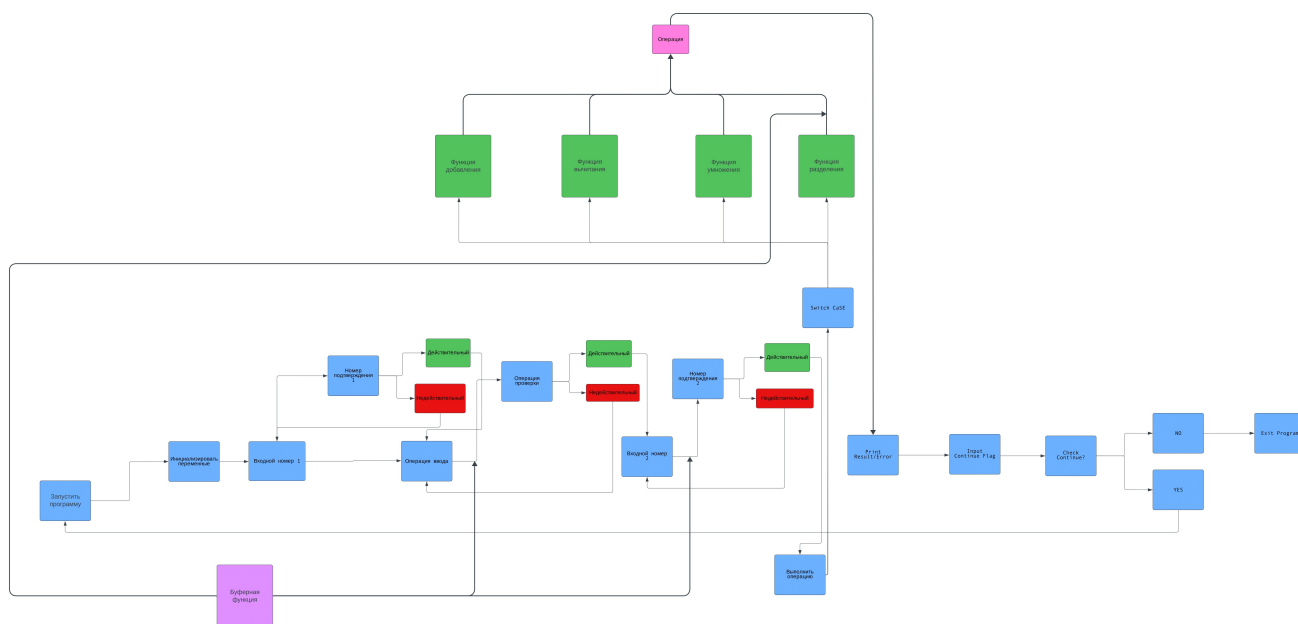 Операция
Функция
добавления
Функция
вычитания
Функция
умножения
Функция
разделения
Switch CaSE
Номер
подтверждения
1
Действительный
Недействительный
Операция
проверки
Действительный
Недействительный
Номер
подтверждения
2
Действительный
Недействительный
Запустить
программу
Инициализировать
переменные
Входной номер 1
Операция ввода
Входной номер
2
Print
Result/Error
Input
Continue Flag
Check
Continue?
NO
YES
Exit Program
Выполнить
операцию
Буферная
функция